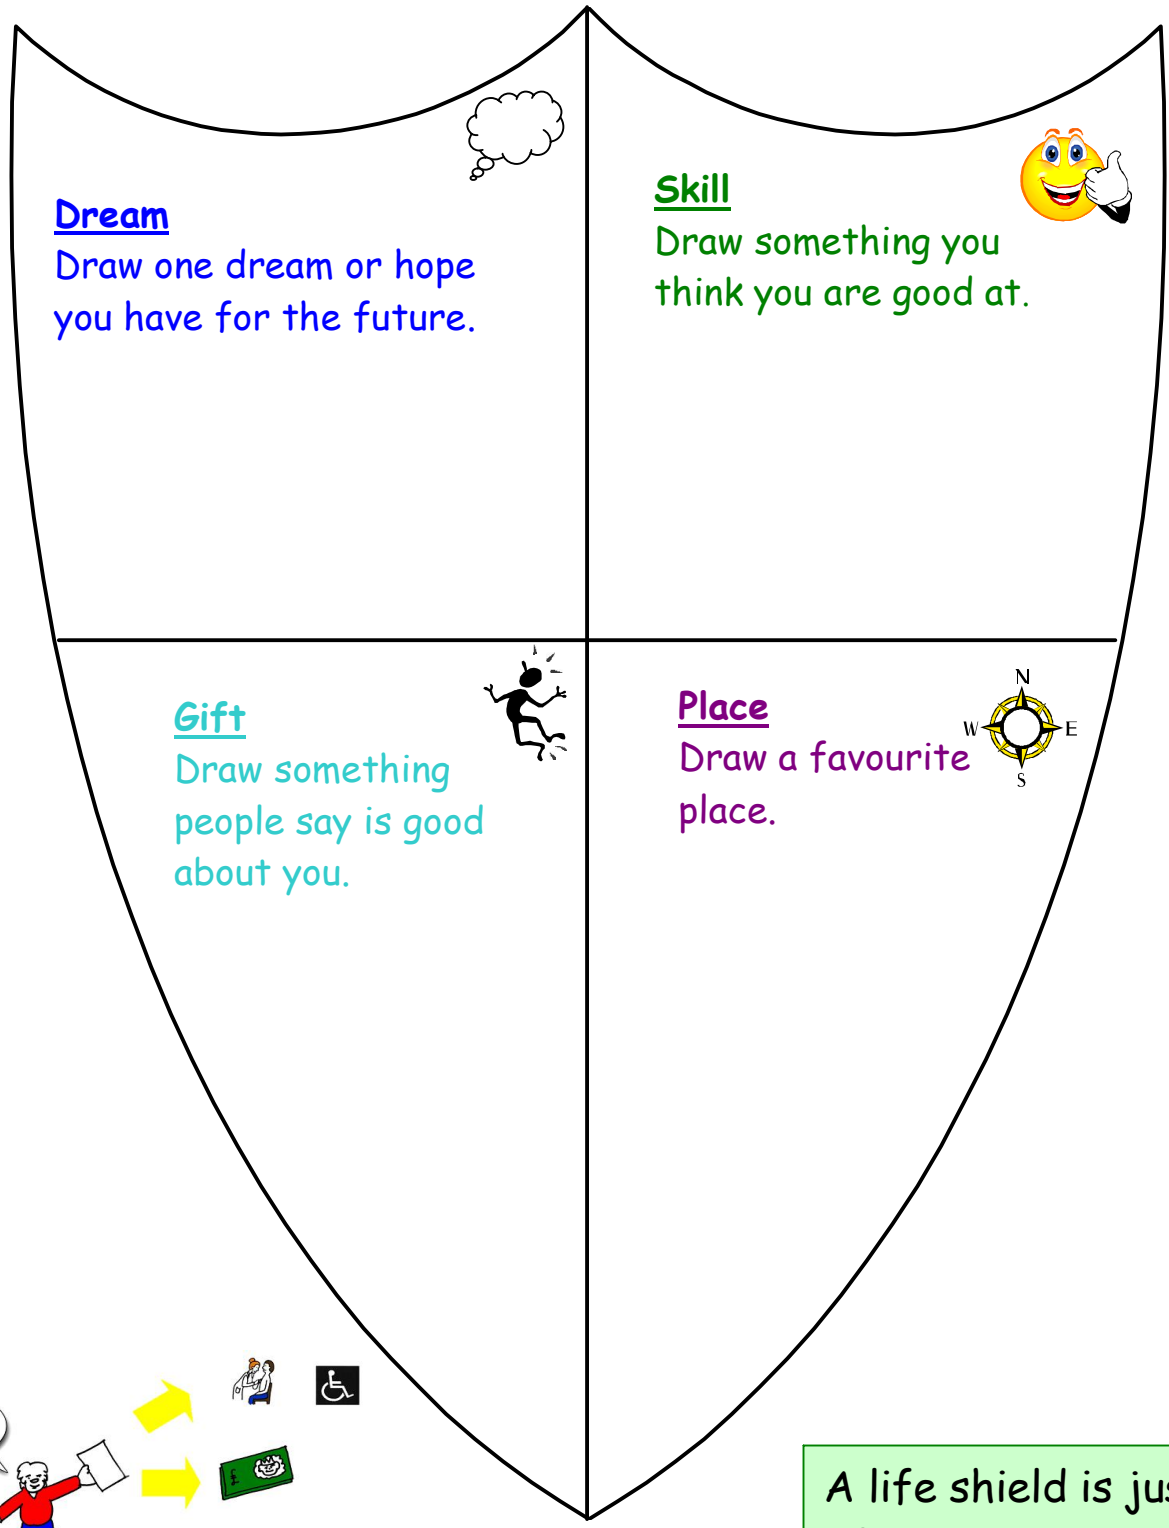 Dream
Draw one dream or hope
you have for the future.
Skill
Draw something you
think you are good at.
Gift
Draw something
people say is good
about you.
Place
Draw a favourite
place.
N
W E
S
£
A life shield is jus